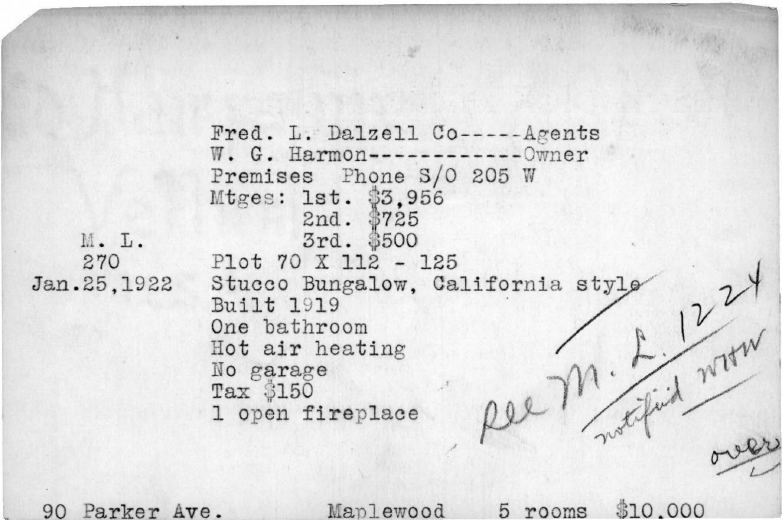 Fred. L. Dalzell Co-----Agents
W. G. Harmon------------Owner
Premises Phone S/O 205 W
Mtges: 1st. $3,956
2nd. $725
M. L. 3rd. $500
270 Plot 70 X 112 - 125
Jan.25,1922 Stucco Bungalow, California style
Built 1919
One bathroom
Hot air heating
No garage
Tax $150
1 open fireplace
see M. L. 1224
notified WHW
over
90 Parker Ave. Maplewood 5 rooms $10,000